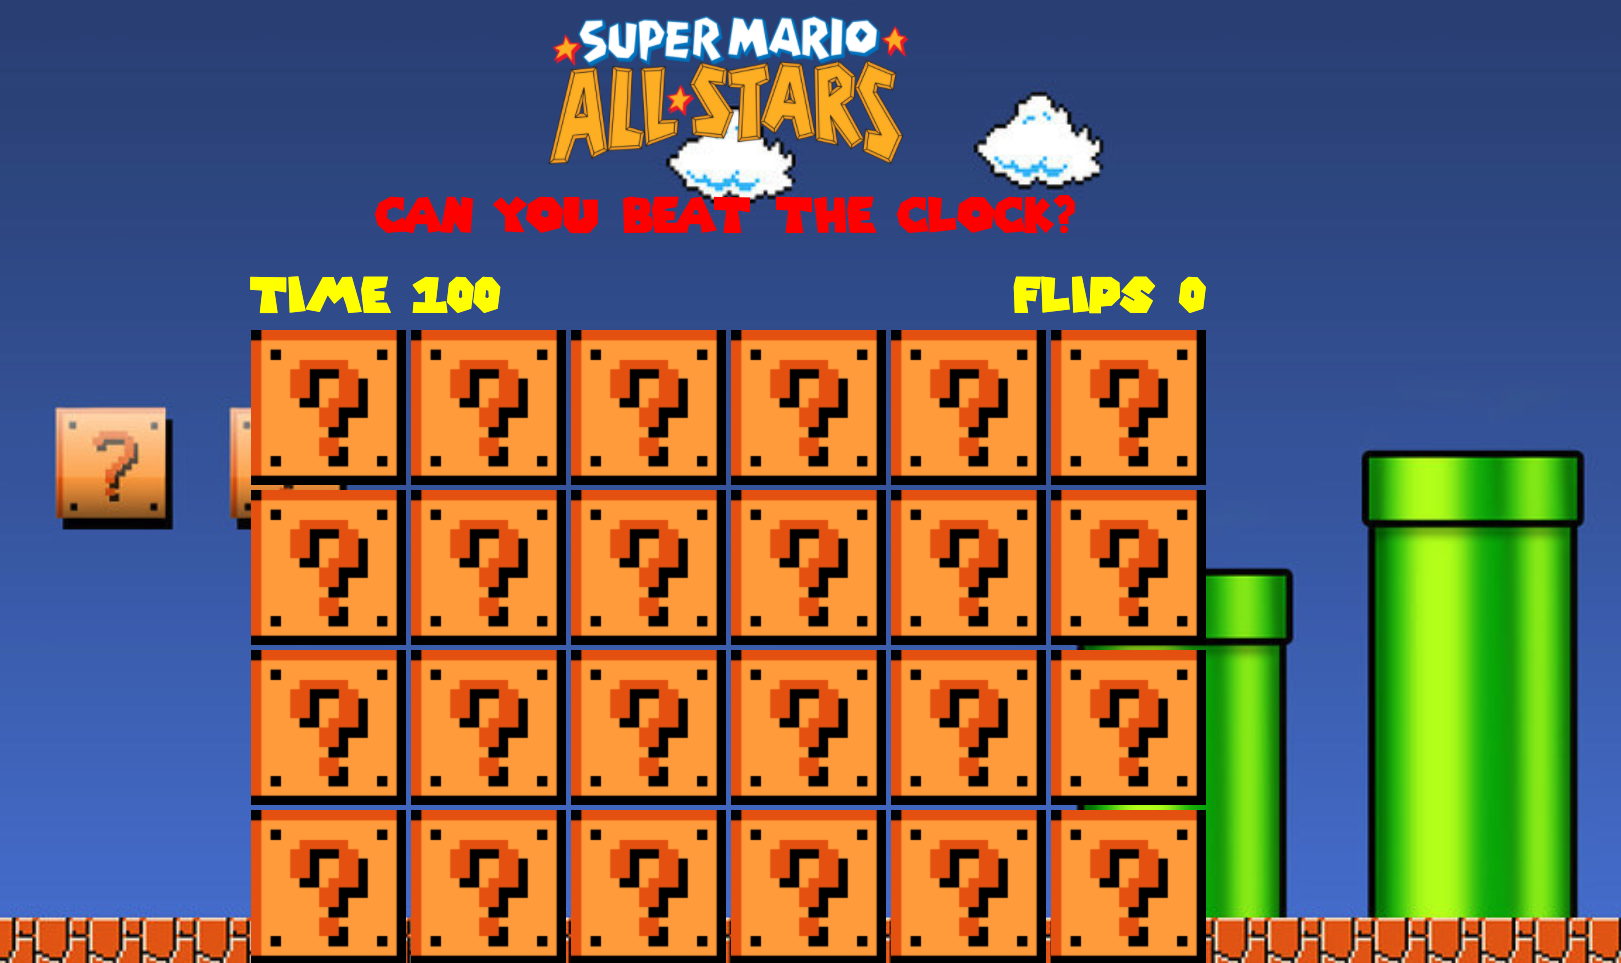 SUPER MARIO
ALL STARS
CAN YOU BEAT THE CLOCK?
TIME 100 FLIPS 0
? ? ? ? ? ?
? ?
? ? ? ? ? ?
? ? ? ? ? ?
? ? ? ? ? ?